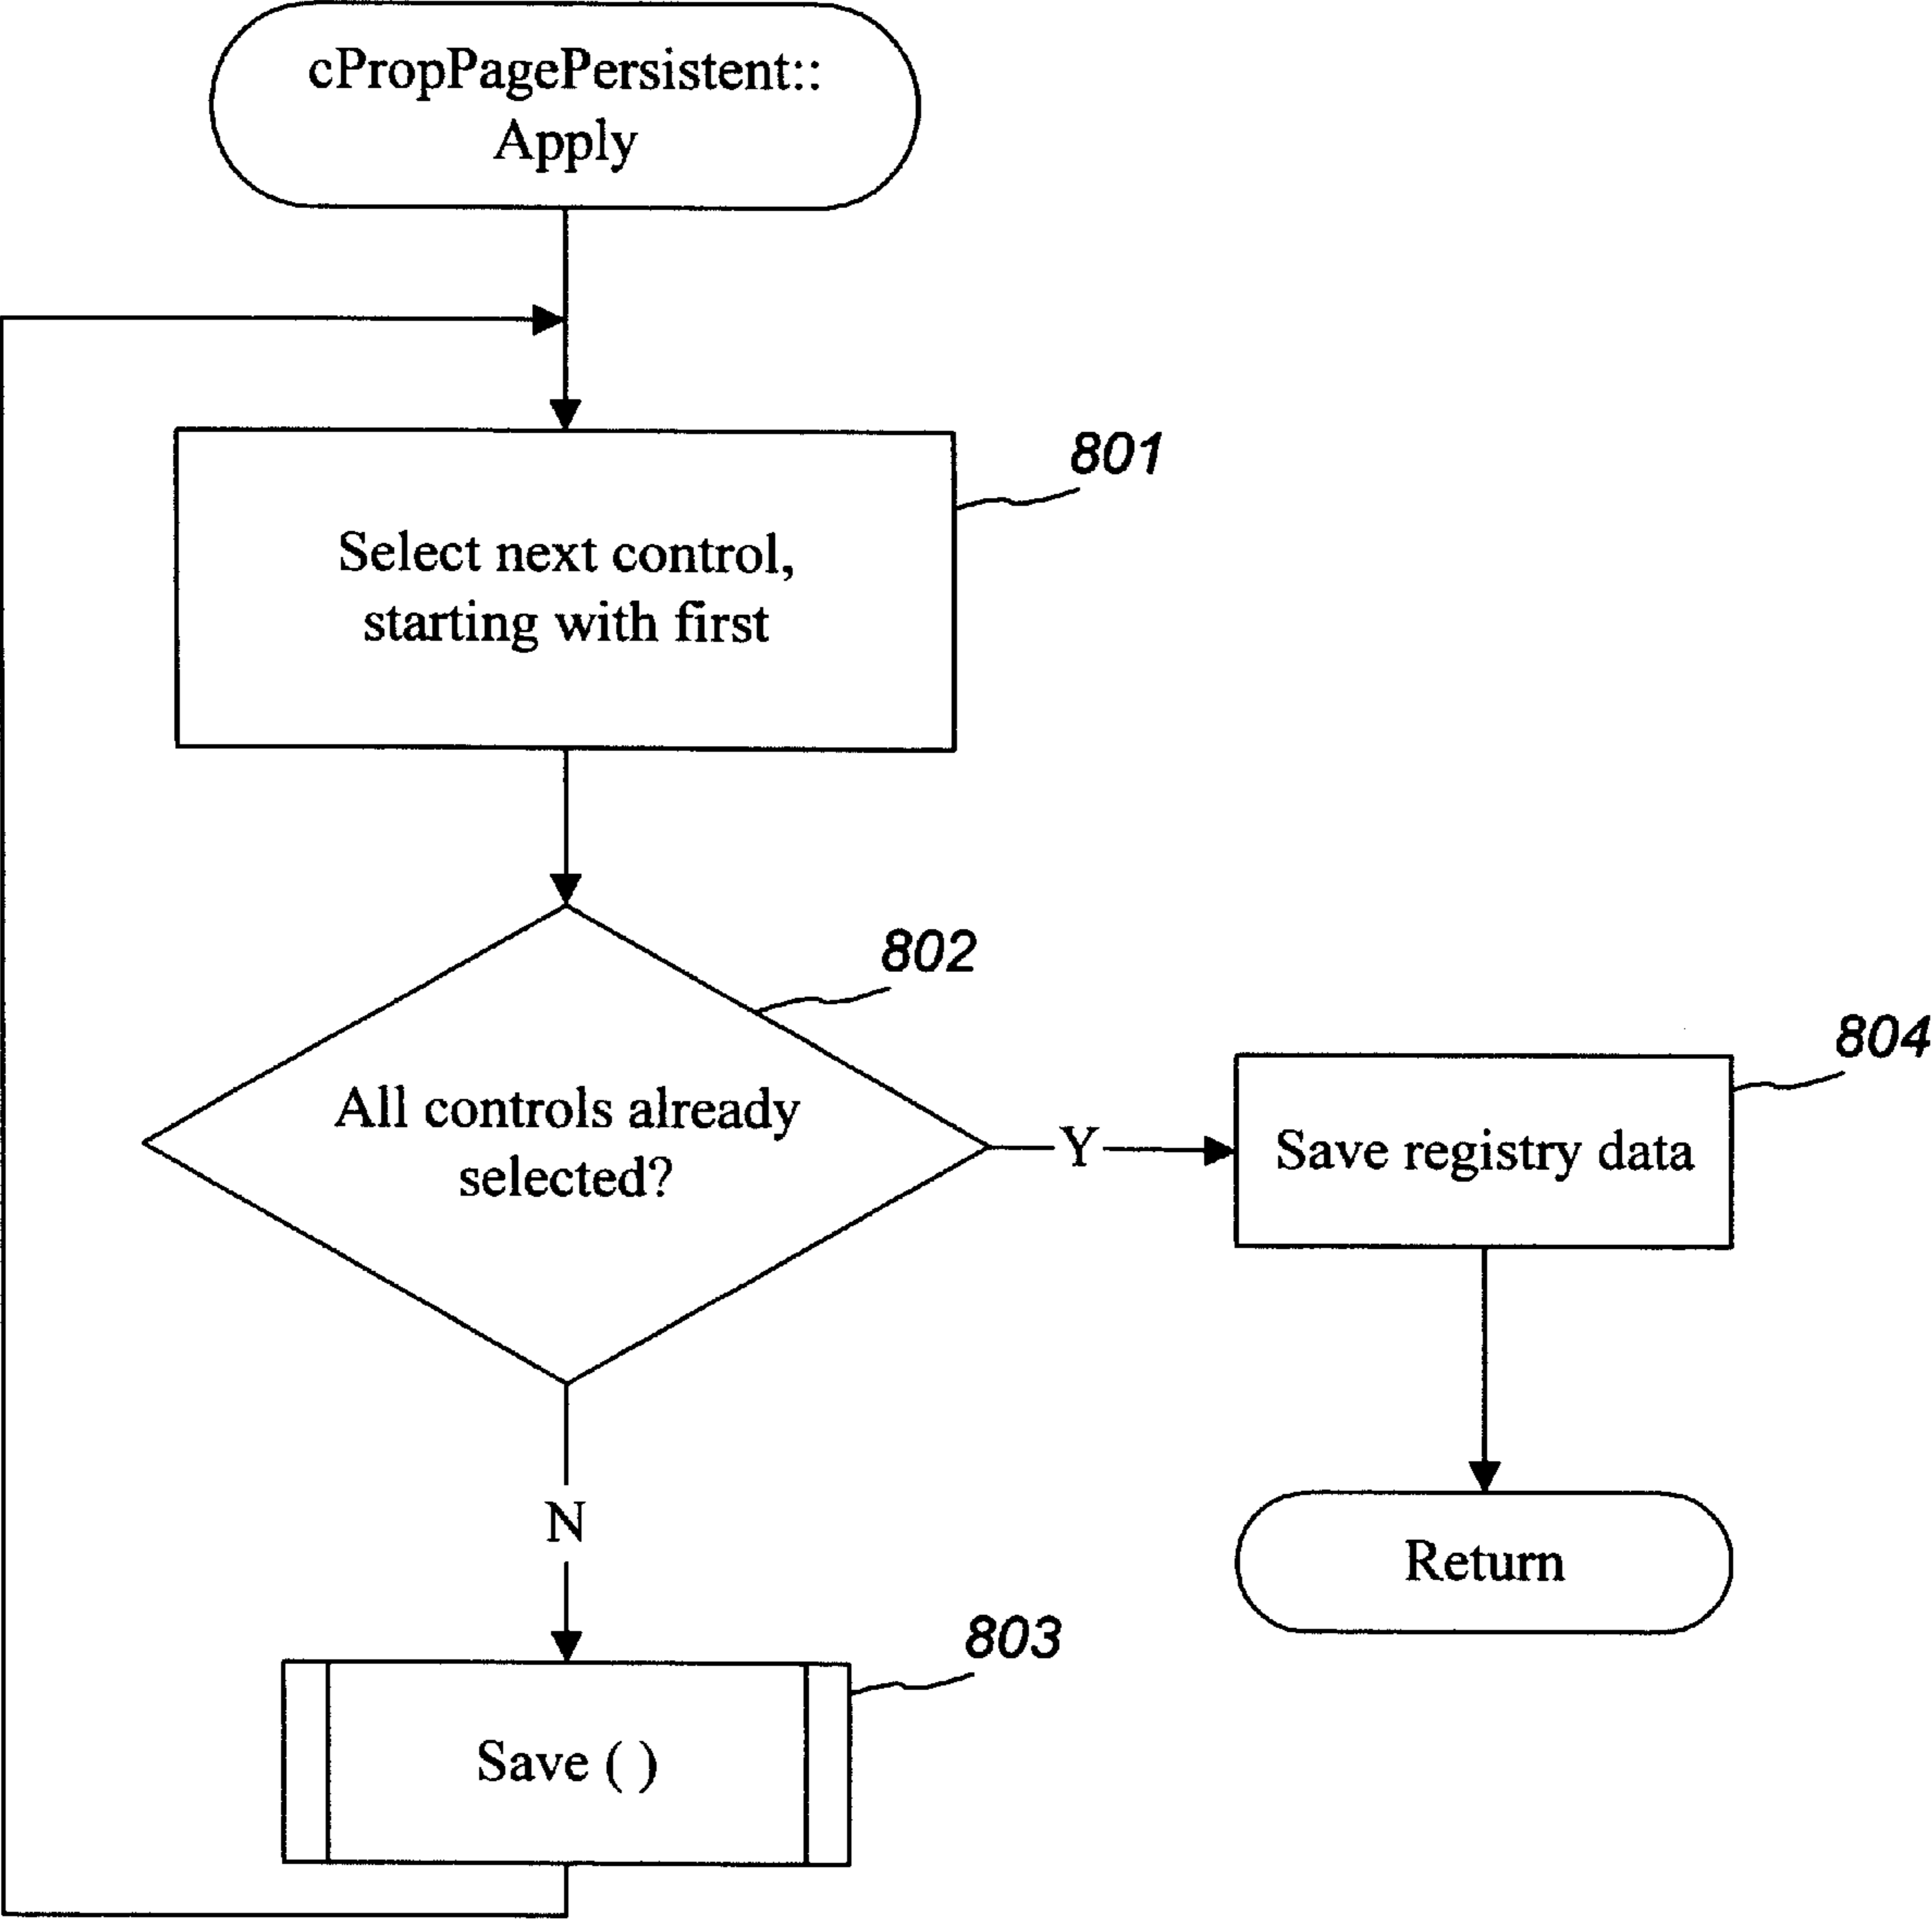 cPropPagePersistent::
Apply
801
Select next control,
starting with first
802
All controls already
selected?
Y
804
Save registry data
N
Return
803
Save ( )